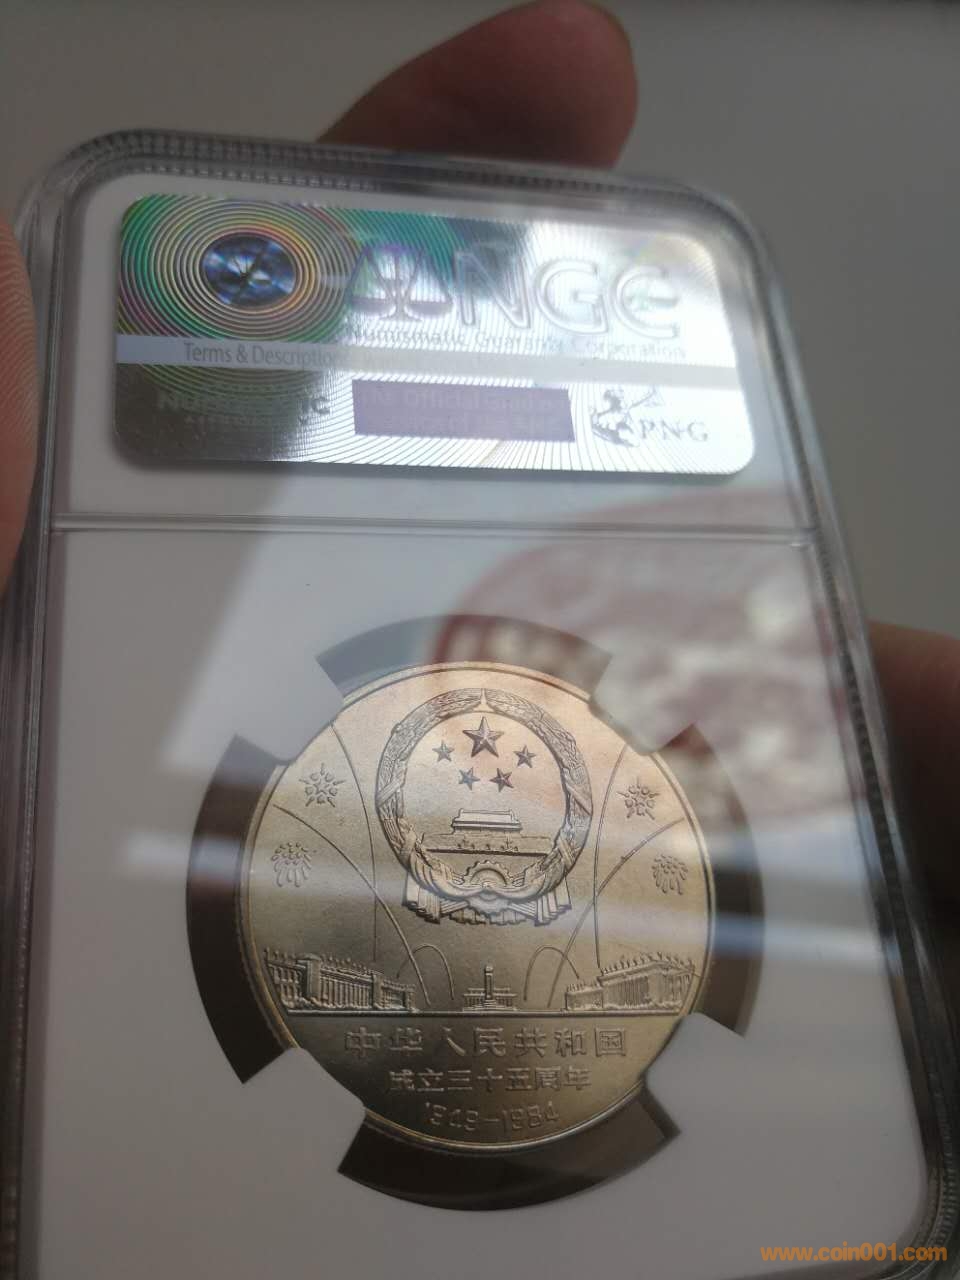 NGC
Numismatic Guaranty Corporation
Terms & Descriptions
PNG
中华人民共和国
成立三十五周年
1949-1984
www.coin001.com